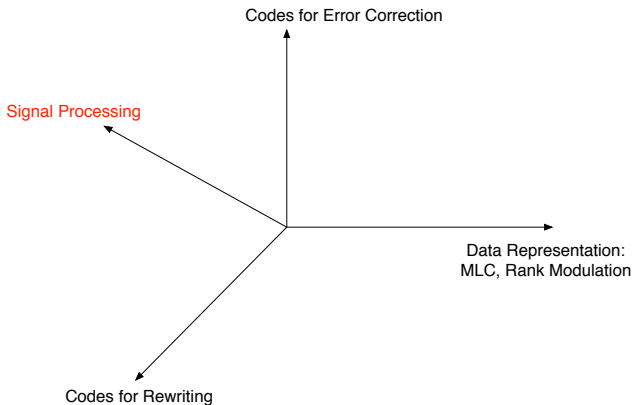 Codes for Error Correction
Signal Processing
Data Representation:
MLC, Rank Modulation
Codes for Rewriting